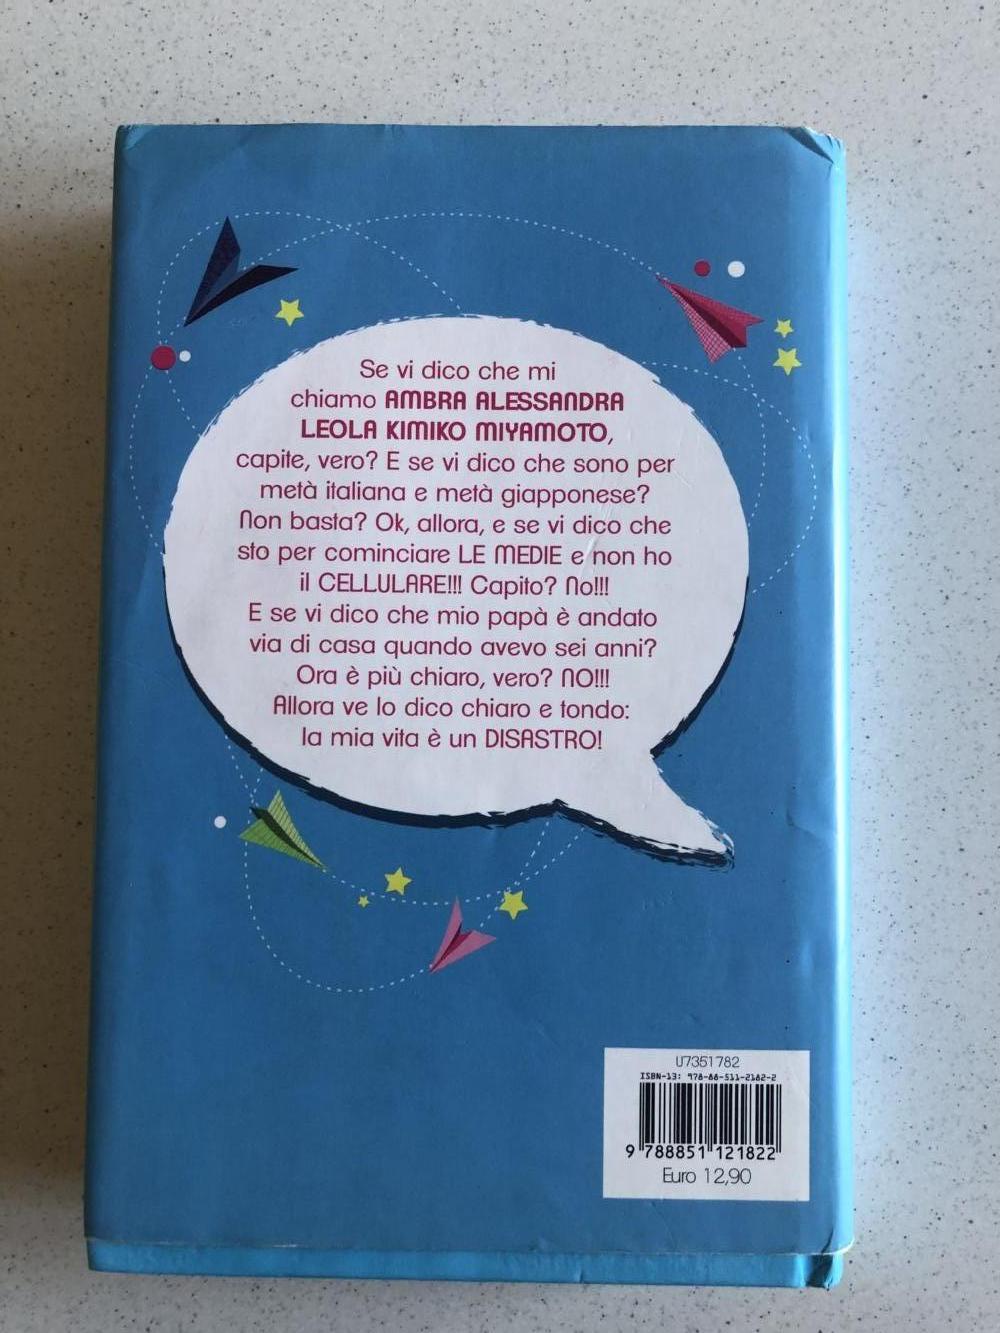 Se vi dico che mi
chiamo AMBRA ALESSANDRA
LEOLA KIMIKO MIYAMOTO,
capite, vero? E se vi dico che sono per
metà italiana e metà giapponese?
Non basta? Ok, allora, e se vi dico che
sto per cominciare LE MEDIE e non ho
il CELLULARE!!! Capito? No!!!
E se vi dico che mio papà è andato
via di casa quando avevo sei anni?
Ora è più chiaro, vero? NO!!!
Allora ve lo dico chiaro e tondo:
la mia vita è un DISASTRO!
U7351782
ISBN-13: 978-88-511-2182-2
9 788851 121822
Euro 12,90